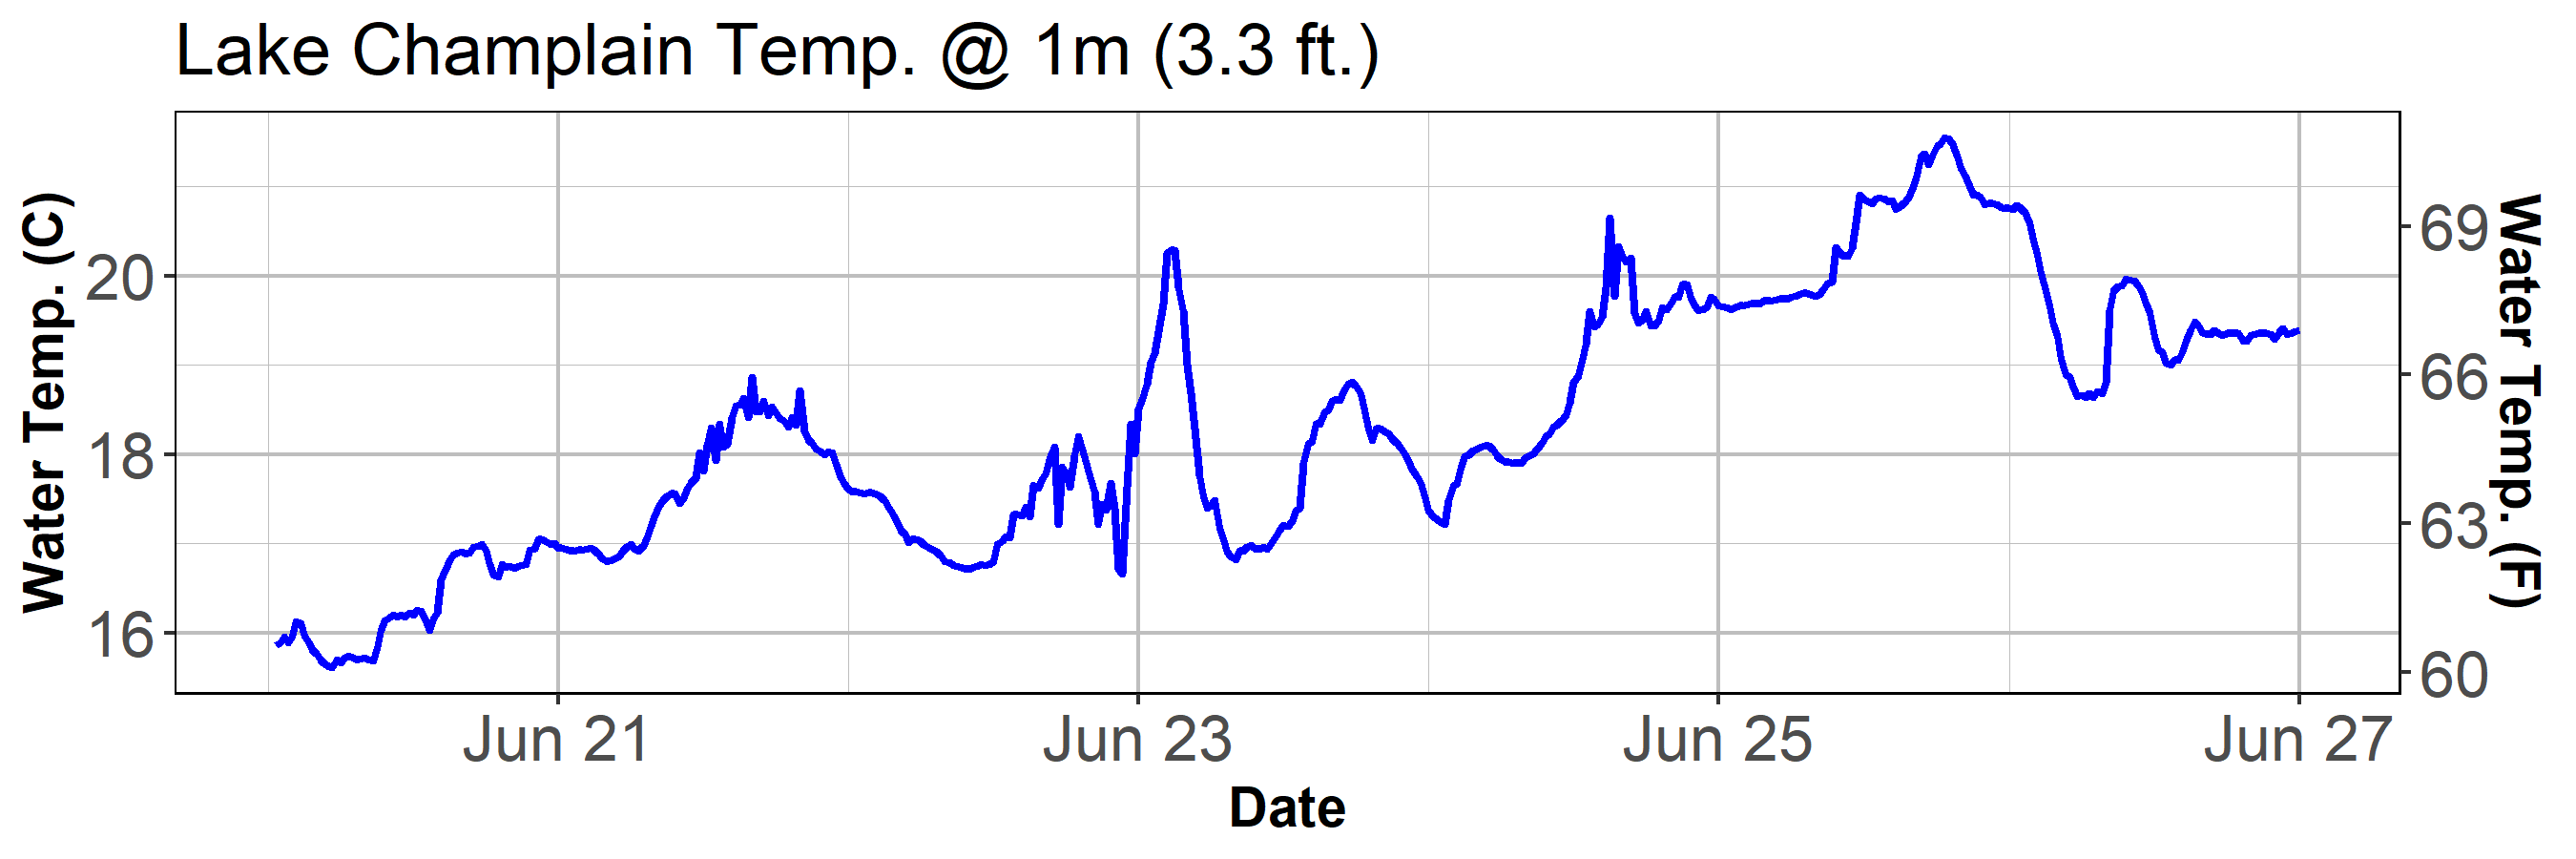 Lake Champlain Temp. @ 1m (3.3 ft.)
Water Temp. (C)
20
18
16
69
66
63
60
Water Temp. (F)
Jun 21
Jun 23
Jun 25
Jun 27
Date